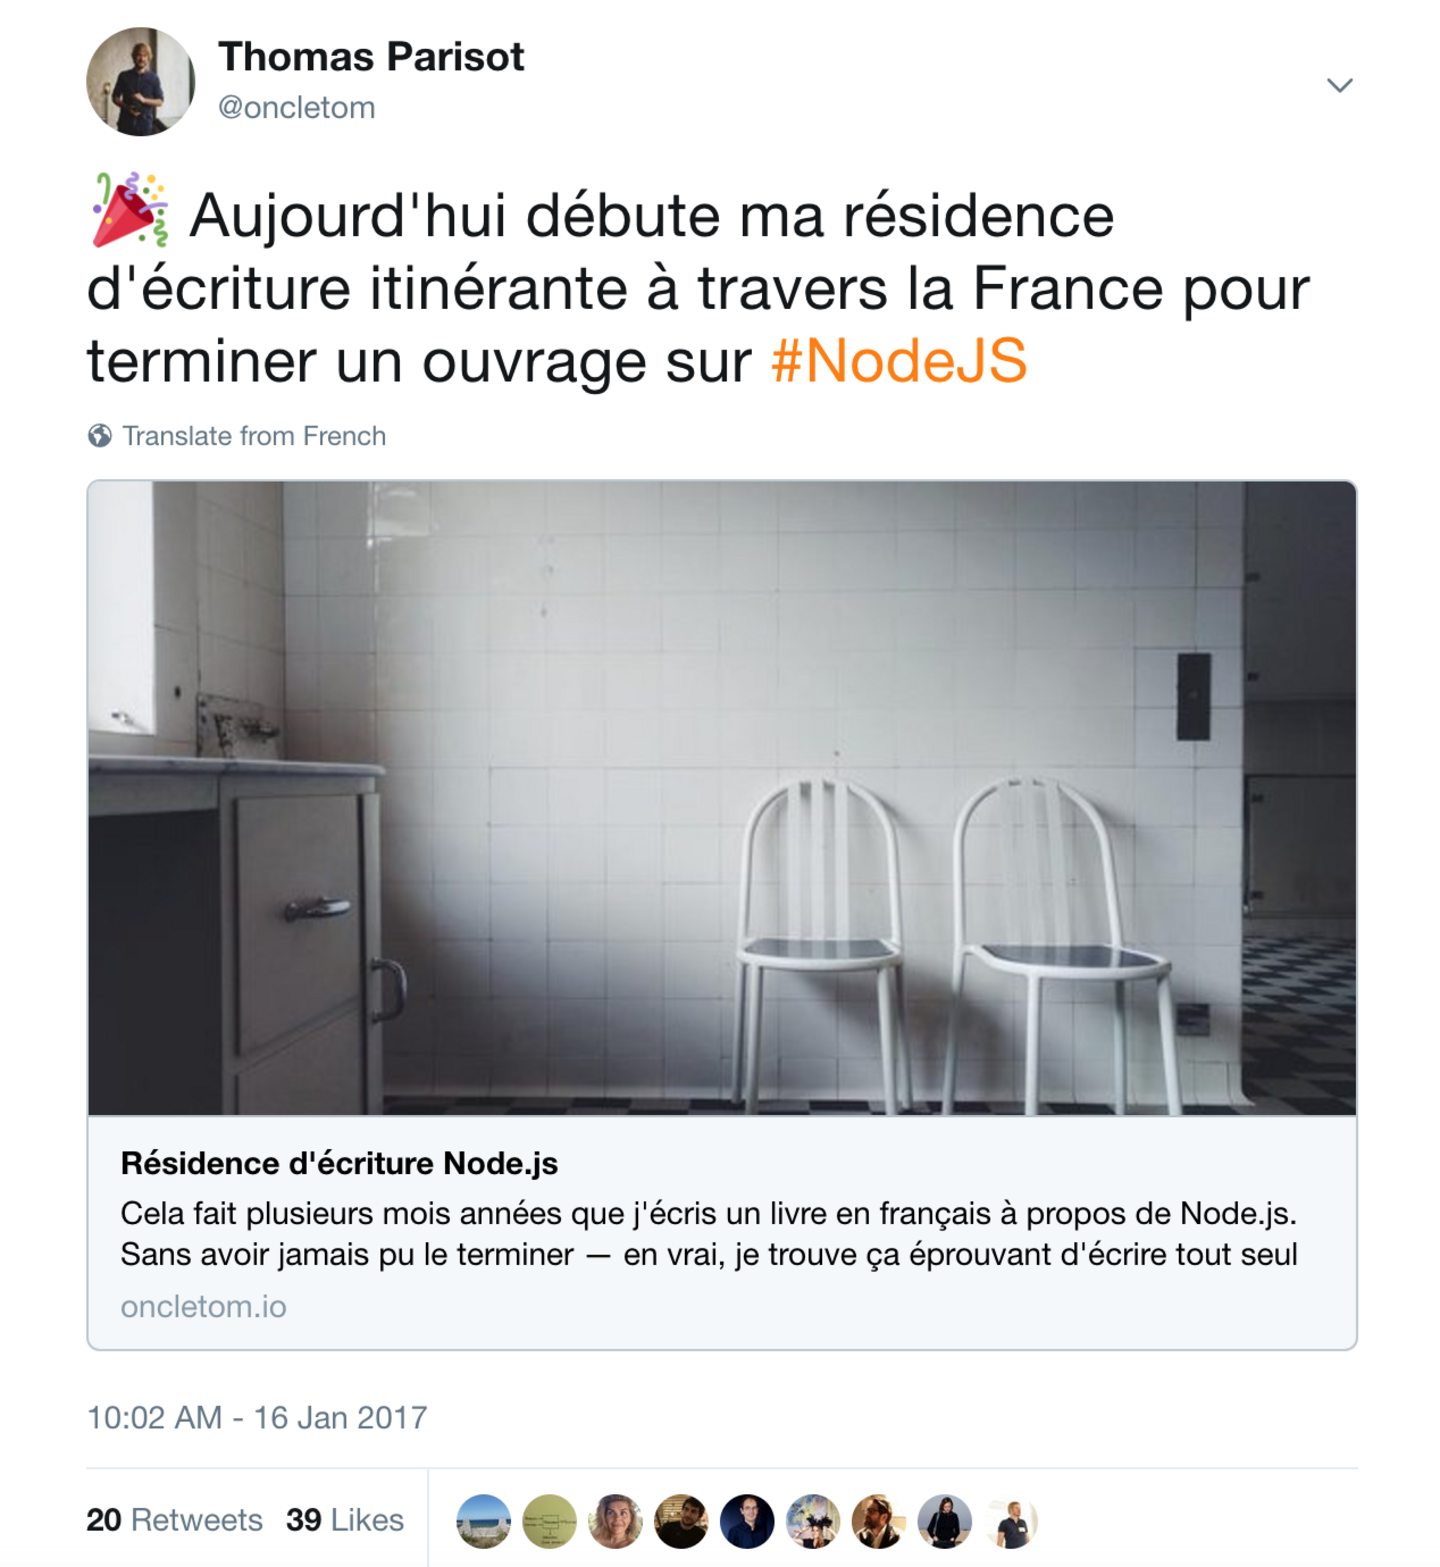 Thomas Parisot
@oncletom
🎉 Aujourd'hui débute ma résidence
d'écriture itinérante à travers la France pour
terminer un ouvrage sur #NodeJS
Translate from French
Résidence d'écriture Node.js
Cela fait plusieurs mois années que j'écris un livre en français à propos de Node.js.
Sans avoir jamais pu le terminer — en vrai, je trouve ça éprouvant d'écrire tout seul
oncletom.io
10:02 AM - 16 Jan 2017
20 Retweets 39 Likes